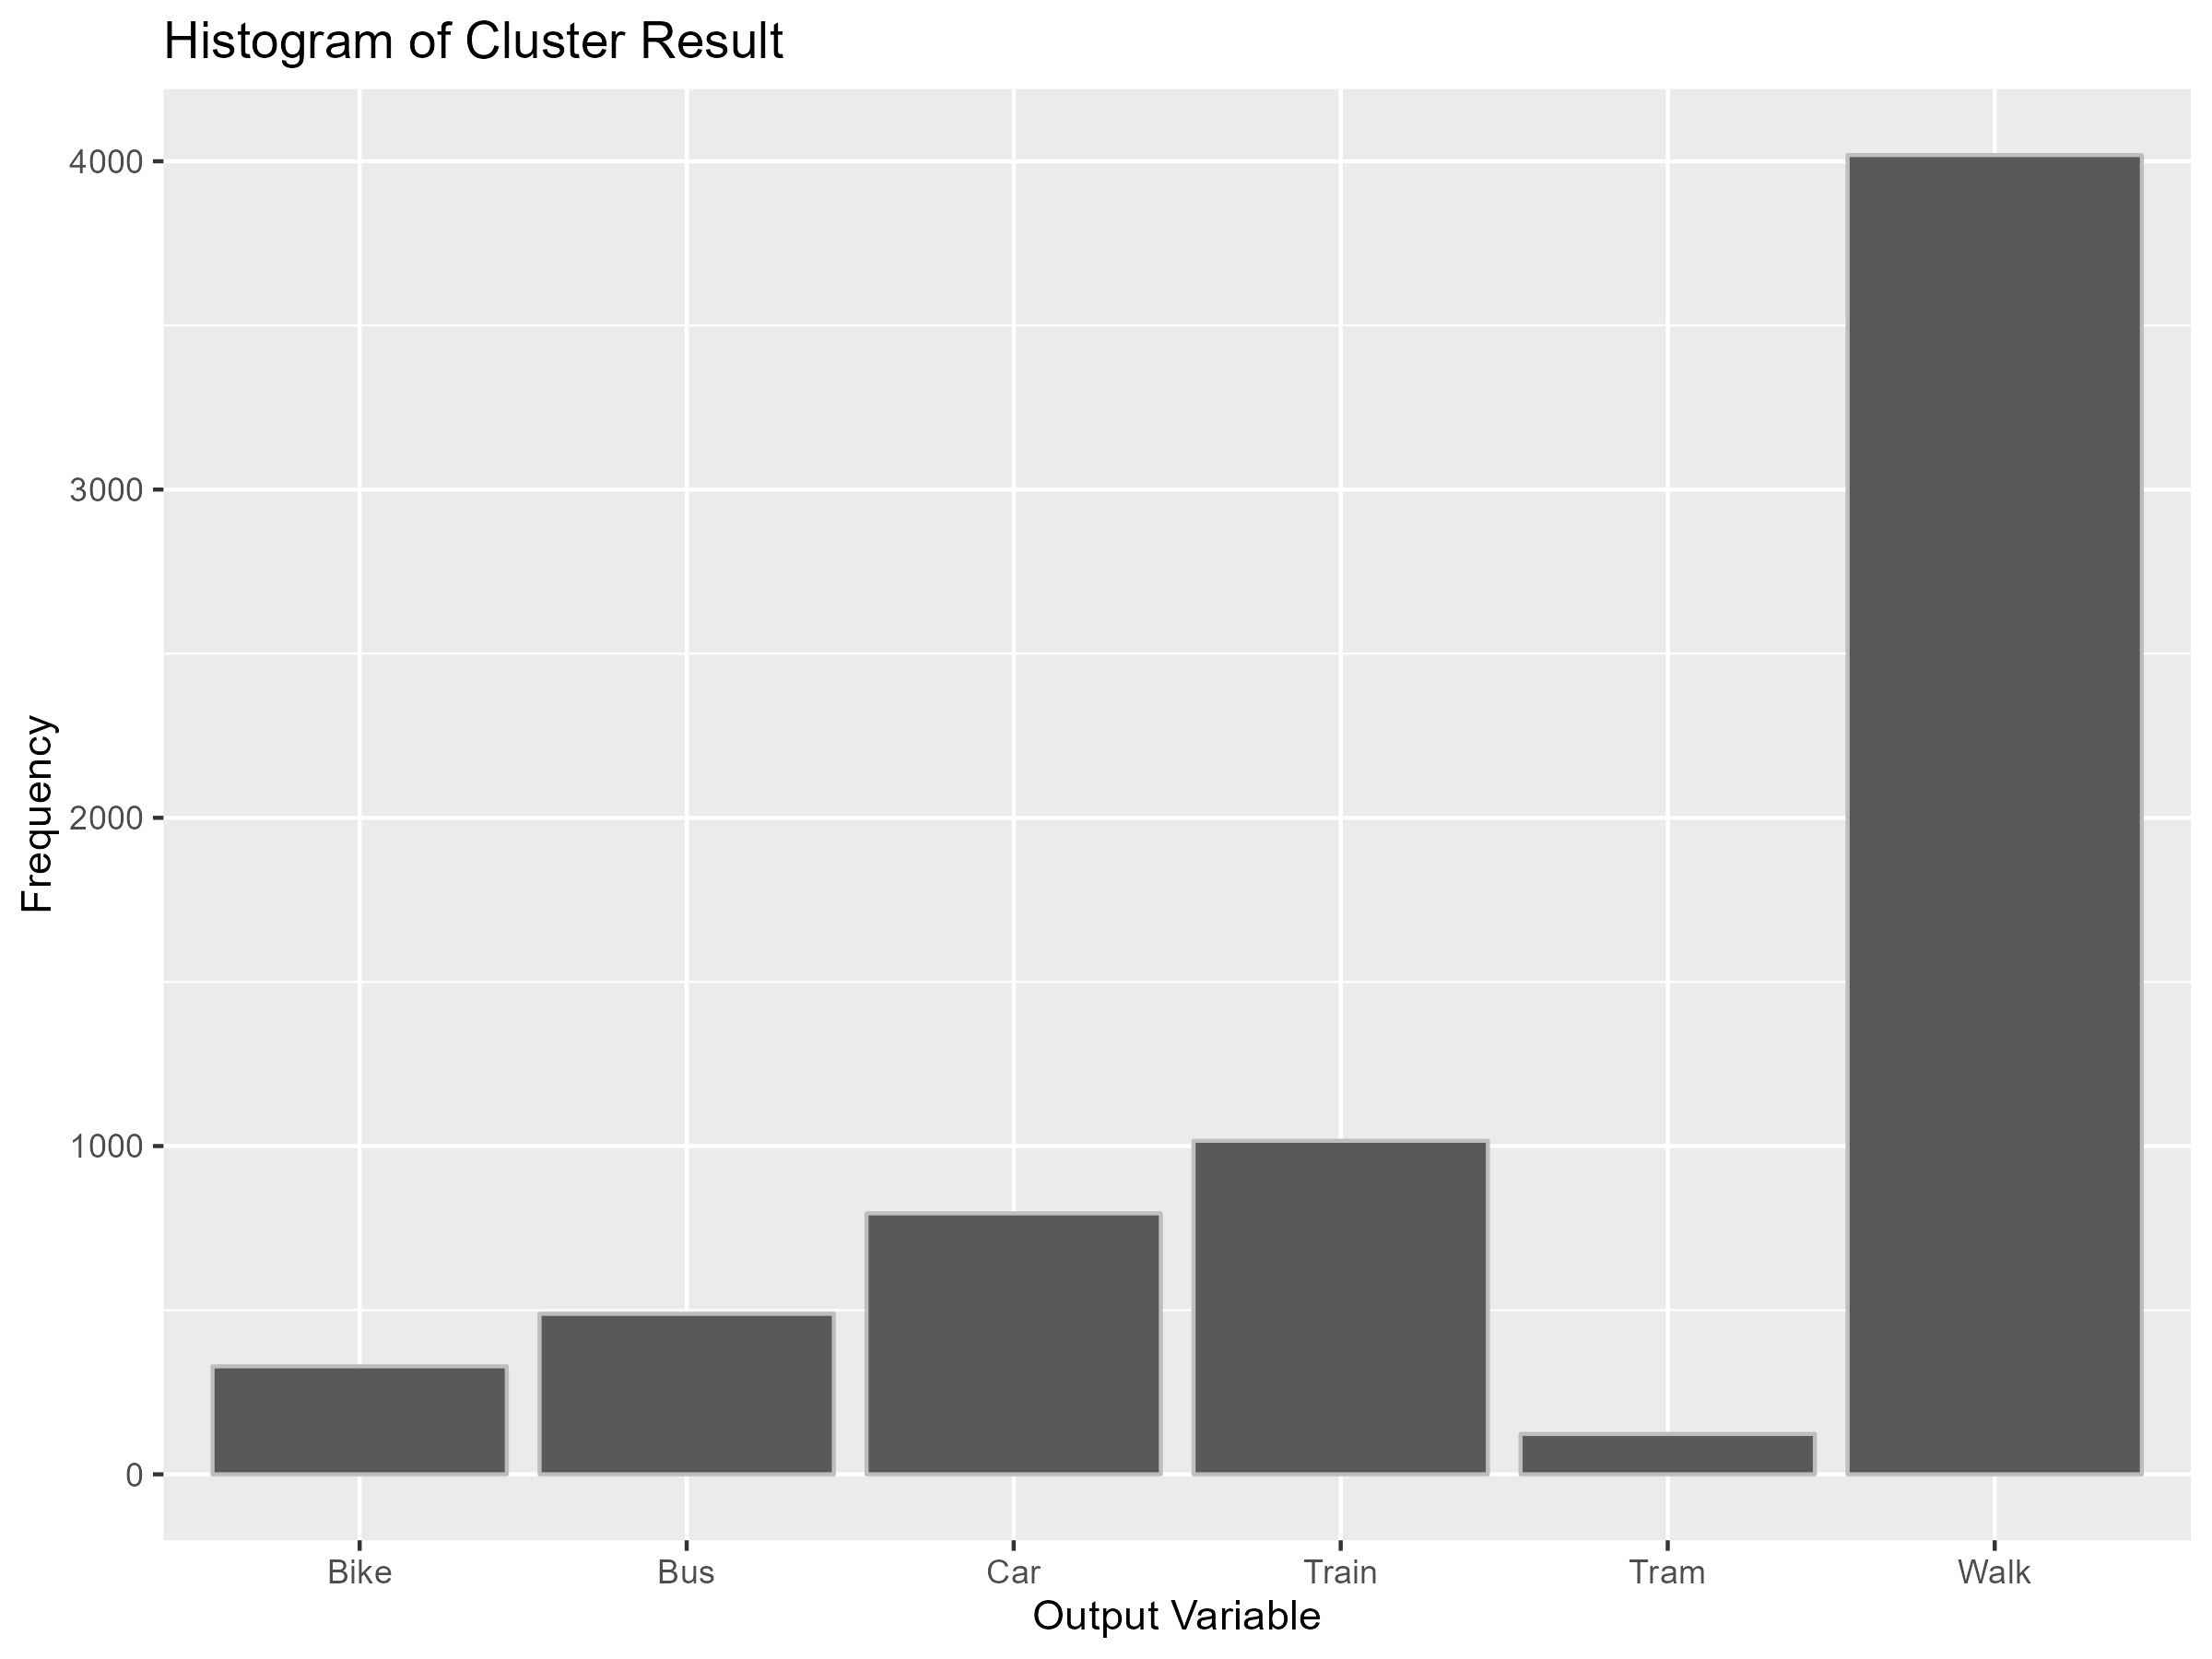 Histogram of Cluster Result
Frequency
4000
3000
2000
1000
0
Bike Bus Car Train Tram Walk
Output Variable